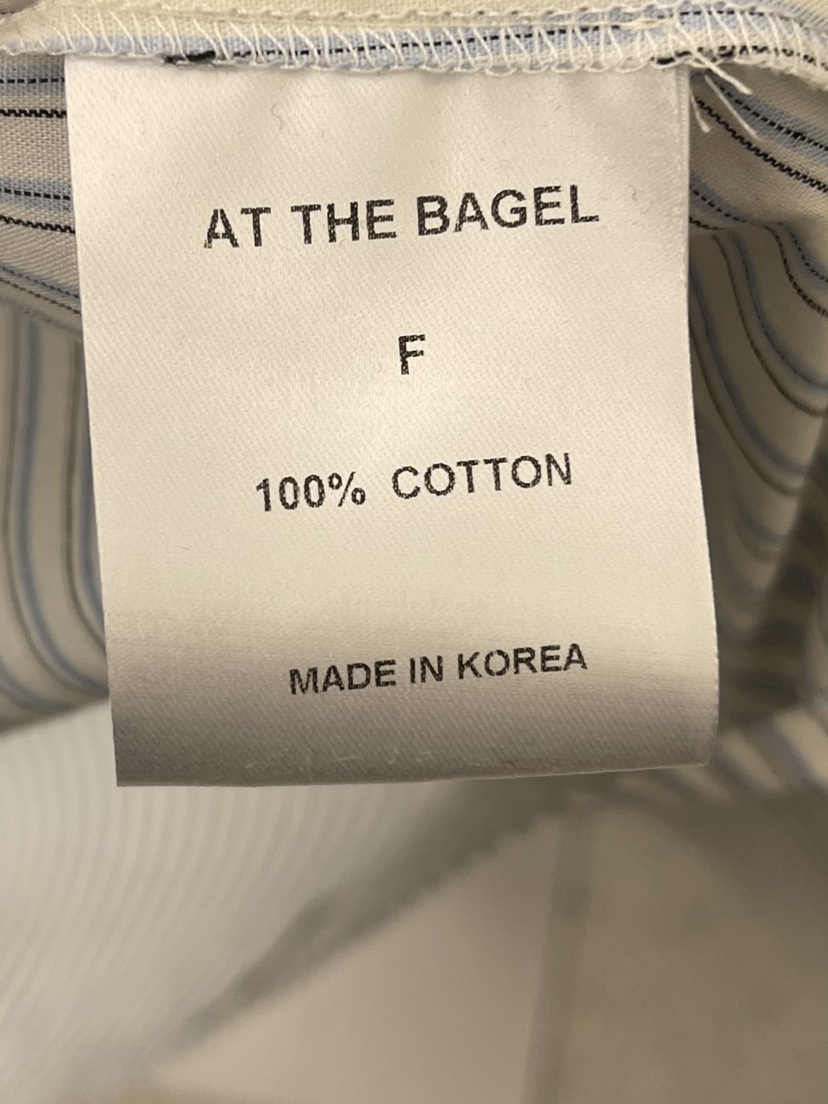 AT THE BAGEL
F
100% COTTON
MADE IN KOREA